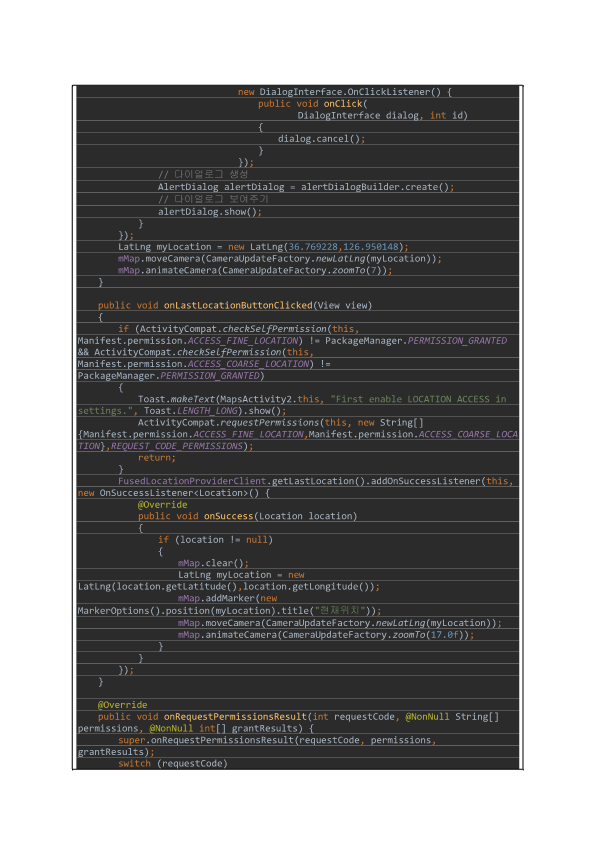 new DialogInterface.OnClickListener() {
public void onClick(
DialogInterface dialog, int id)
{
dialog.cancel();
}
});
// 다이얼로그 생성
AlertDialog alertDialog = alertDialogBuilder.create();
// 다이얼로그 보여주기
alertDialog.show();
}
});
LatLng myLocation = new LatLng(36.769228,126.950148);
mMap.moveCamera(CameraUpdateFactory.newLatLng(myLocation));
mMap.animateCamera(CameraUpdateFactory.zoomTo(7));
}
public void onLastLocationButtonClicked(View view)
{
if (ActivityCompat.checkSelfPermission(this,
Manifest.permission.ACCESS_FINE_LOCATION) != PackageManager.PERMISSION_GRANTED
&& ActivityCompat.checkSelfPermission(this,
Manifest.permission.ACCESS_COARSE_LOCATION) !=
PackageManager.PERMISSION_GRANTED)
{
Toast.makeText(MapsActivity2.this, "First enable LOCATION ACCESS in
settings.", Toast.LENGTH_LONG).show();
ActivityCompat.requestPermissions(this, new String[]
{Manifest.permission.ACCESS_FINE_LOCATION,Manifest.permission.ACCESS_COARSE_LOCA
TION},REQUEST_CODE_PERMISSIONS);
return;
}
FusedLocationProviderClient.getLastLocation().addOnSuccessListener(this,
new OnSuccessListener<Location>() {
@Override
public void onSuccess(Location location)
{
if (location != null)
{
mMap.clear();
LatLng myLocation = new
LatLng(location.getLatitude(),location.getLongitude());
mMap.addMarker(new
MarkerOptions().position(myLocation).title("현재위치"));
mMap.moveCamera(CameraUpdateFactory.newLatLng(myLocation));
mMap.animateCamera(CameraUpdateFactory.zoomTo(17.0f));
}
}
});
}
@Override
public void onRequestPermissionsResult(int requestCode, @NonNull String[]
permissions, @NonNull int[] grantResults) {
super.onRequestPermissionsResult(requestCode, permissions,
grantResults);
switch (requestCode)